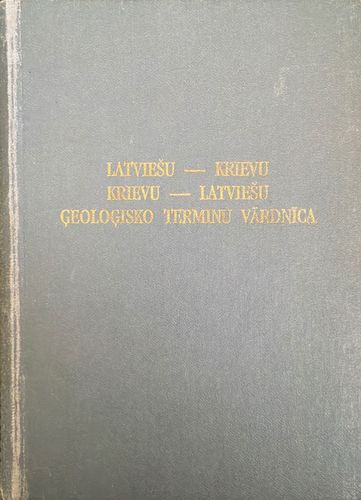 LATVIEŠU — KRIEVU
KRIEVU — LATVIEŠU
ĢEOLOĢISKO TERMINU VĀRDNĪCA